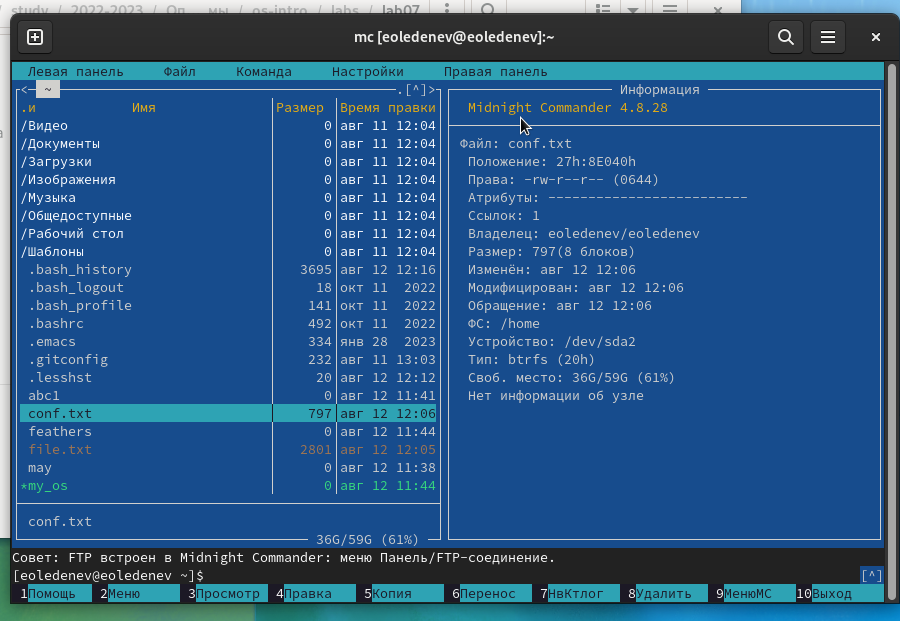 study / 2022-2023 / Оп мы / os-intro / labs / lab07
mc [eoledenev@eoledenev]:~
Левая панель Файл Команда Настройки Правая панель
<─ ~ .[^]>
.и Имя Размер Время правки
/Видео 0 авг 11 12:04
/Документы 0 авг 11 12:04
/Загрузки 0 авг 11 12:04
/Изображения 0 авг 11 12:04
/Музыка 0 авг 11 12:04
/Общедоступные 0 авг 11 12:04
/Рабочий стол 0 авг 11 12:04
/Шаблоны 0 авг 11 12:04
.bash_history 3695 авг 12 12:16
.bash_logout 18 окт 11 2022
.bash_profile 141 окт 11 2022
.bashrc 492 окт 11 2022
.emacs 334 янв 28 2023
.gitconfig 232 авг 11 13:03
.lesshst 20 авг 12 12:12
abc1 0 авг 12 11:41
conf.txt 797 авг 12 12:06
feathers 0 авг 12 11:44
file.txt 2801 авг 12 12:05
may 0 авг 12 11:38
*my_os 0 авг 12 11:44
conf.txt
36G/59G (61%)
Информация
Midnight Commander 4.8.28
Файл: conf.txt
Положение: 27h:8E040h
Права: -rw-r--r-- (0644)
Атрибуты: -------------------------
Ссылок: 1
Владелец: eoledenev/eoledenev
Размер: 797(8 блоков)
Изменён: авг 12 12:06
Модифицирован: авг 12 12:06
Обращение: авг 12 12:06
ФС: /home
Устройство: /dev/sda2
Тип: btrfs (20h)
Своб. место: 36G/59G (61%)
Нет информации об узле
Совет: FTP встроен в Midnight Commander: меню Панель/FTP-соединение.
[eoledenev@eoledenev ~]$ [^]
1Помощь 2Меню 3Просмотр 4Правка 5Копия 6Перенос 7НвКтлог 8Удалить 9МенюМС 10Выход